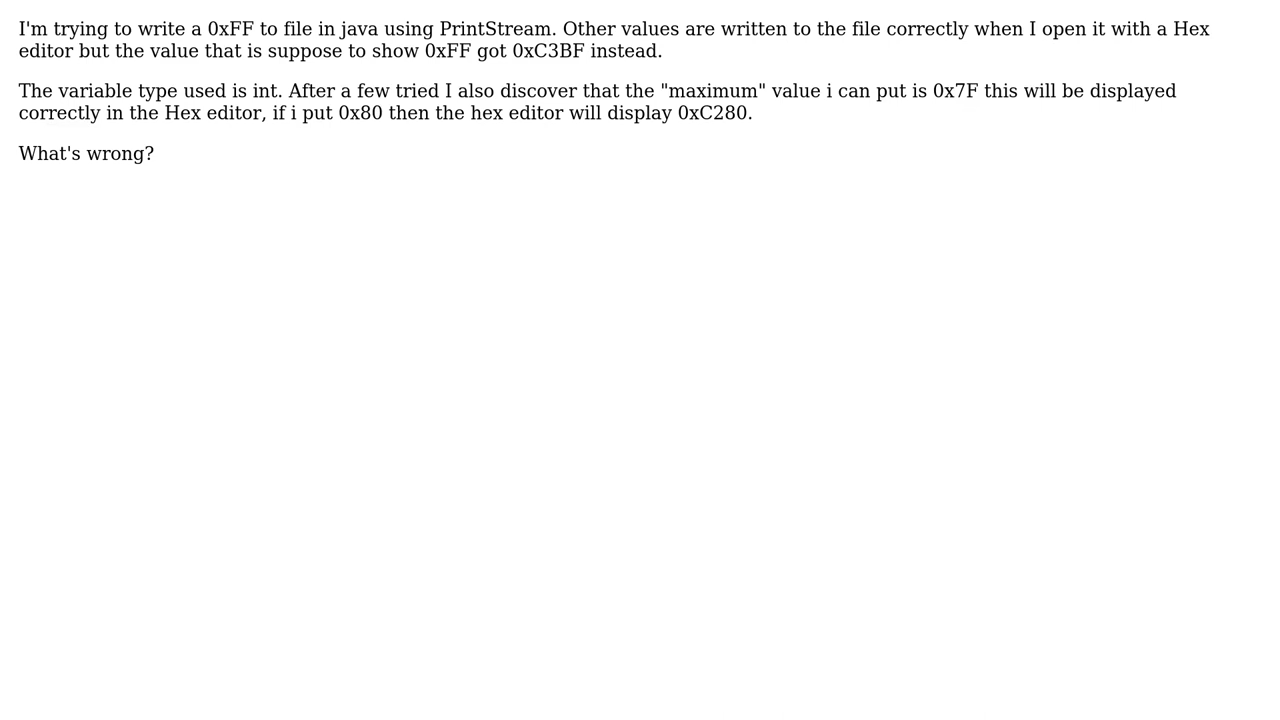 I'm trying to write a 0xFF to file in java using PrintStream. Other values are written to the file correctly when I open it with a Hex
editor but the value that is suppose to show 0xFF got 0xC3BF instead.
The variable type used is int. After a few tried I also discover that the "maximum" value i can put is 0x7F this will be displayed
correctly in the Hex editor, if i put 0x80 then the hex editor will display 0xC280.
What's wrong?